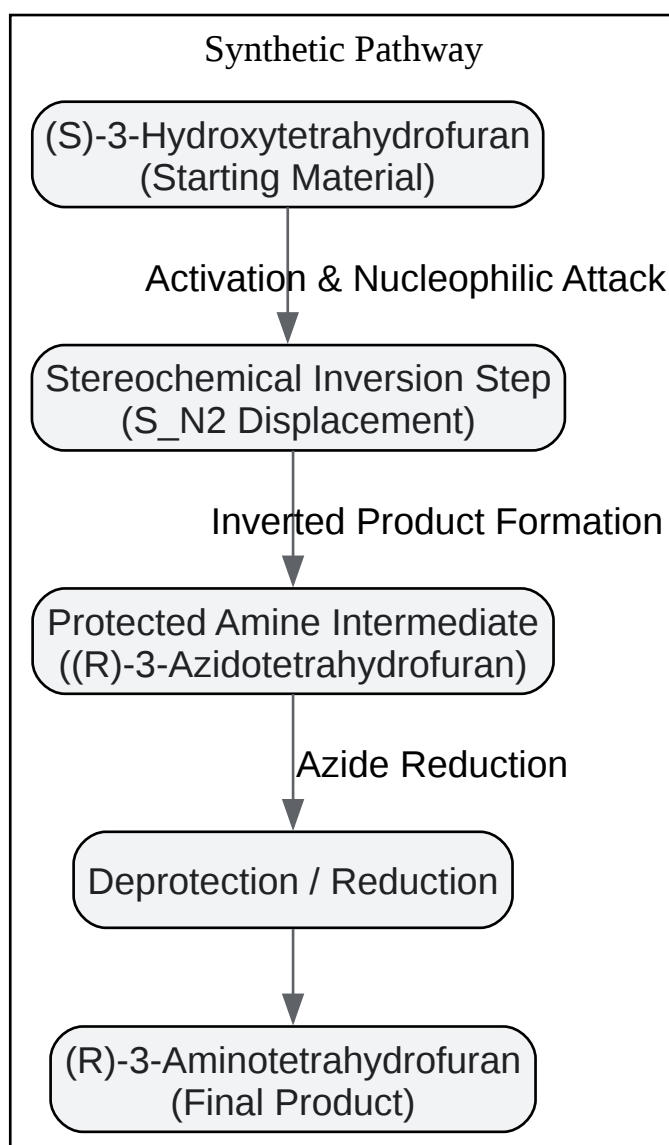 Synthetic Pathway
(S)-3-Hydroxytetrahydrofuran
(Starting Material)
Activation & Nucleophilic Attack
Stereochemical Inversion Step
(S_N2 Displacement)
Inverted Product Formation
Protected Amine Intermediate
((R)-3-Azidotetrahydrofuran)
Azide Reduction
Deprotection / Reduction
(R)-3-Aminotetrahydrofuran
(Final Product)